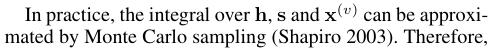 In practice, the integral over h, s and x^(v) can be approxi-
mated by Monte Carlo sampling (Shapiro 2003). Therefore,